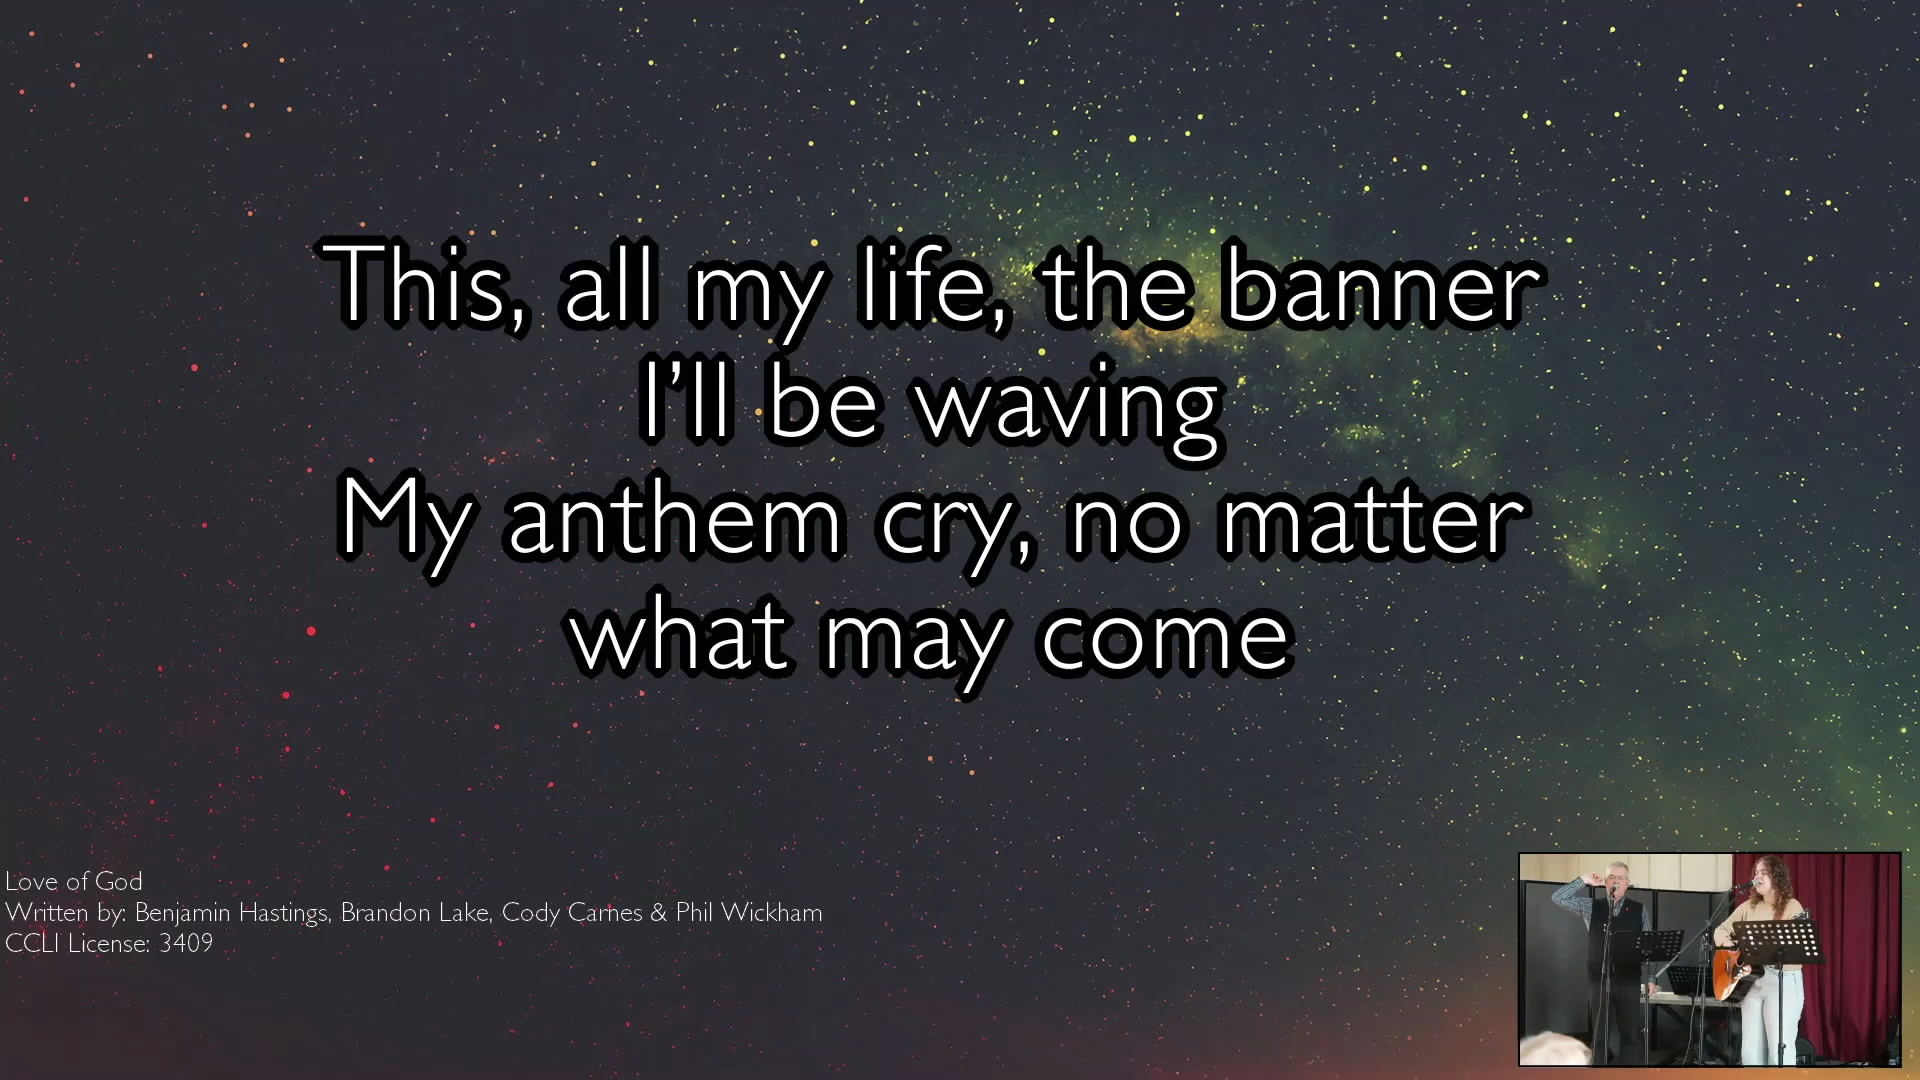 This, all my life, the banner
I’ll be waving
My anthem cry, no matter
what may come
Love of God
Written by: Benjamin Hastings, Brandon Lake, Cody Carnes & Phil Wickham
CCLI License: 3409